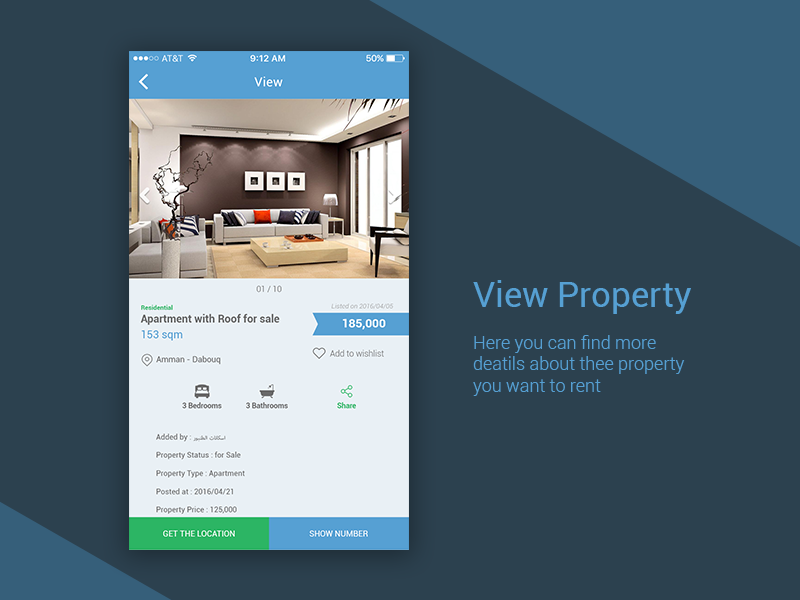 AT&T 9:12 AM 50%
View
01 / 10
Residential
Listed on 2016/04/05
Apartment with Roof for sale
185,000
153 sqm
Add to wishlist
Amman - Dabouq
3 Bedrooms 3 Bathrooms Share
Added by :
Property Status : for Sale
Property Type : Apartment
Posted at : 2016/04/21
Property Price : 125,000
GET THE LOCATION SHOW NUMBER
View Property
Here you can find more
deatils about thee property
you want to rent